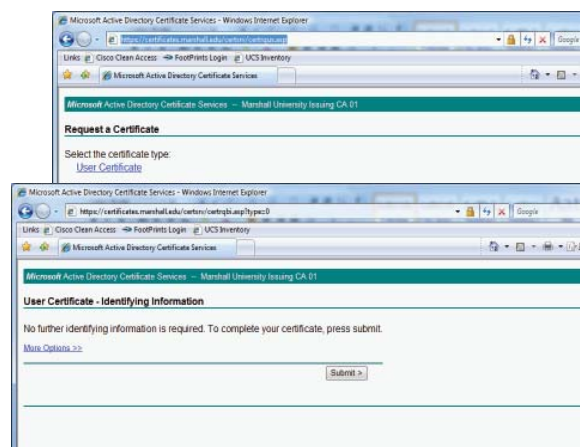 Microsoft Active Directory Certificate Services - Windows Internet Explorer
https://certificates.marshall.edu/certsrv/certrqus.asp
Google
Links Cisco Clean Access FootPrints Login UCS Inventory
Microsoft Active Directory Certificate Services
Microsoft Active Directory Certificate Services -- Marshall University Issuing CA 01
Request a Certificate
Select the certificate type:
User Certificate
Microsoft Active Directory Certificate Services - Windows Internet Explorer
https://certificates.marshall.edu/certsrv/certrqbi.asp?type=0
Google
Links Cisco Clean Access FootPrints Login UCS Inventory
Microsoft Active Directory Certificate Services
Microsoft Active Directory Certificate Services -- Marshall University Issuing CA 01
User Certificate - Identifying Information
No further identifying information is required. To complete your certificate, press submit.
More Options >>
Submit >